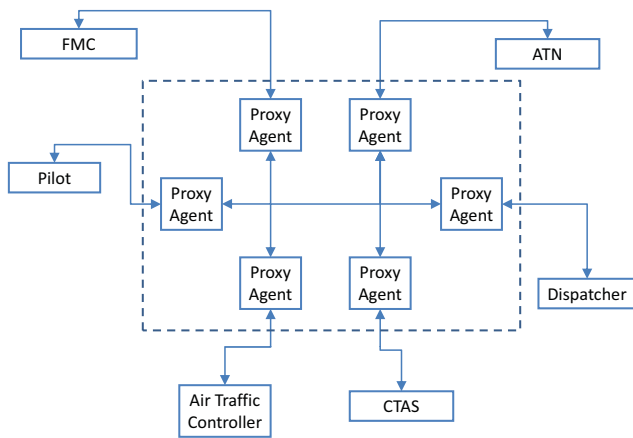 FMC
ATN
Proxy
Agent
Proxy
Agent
Pilot
Proxy
Agent
Proxy
Agent
Proxy
Agent
Proxy
Agent
Dispatcher
Air Traffic
Controller
CTAS